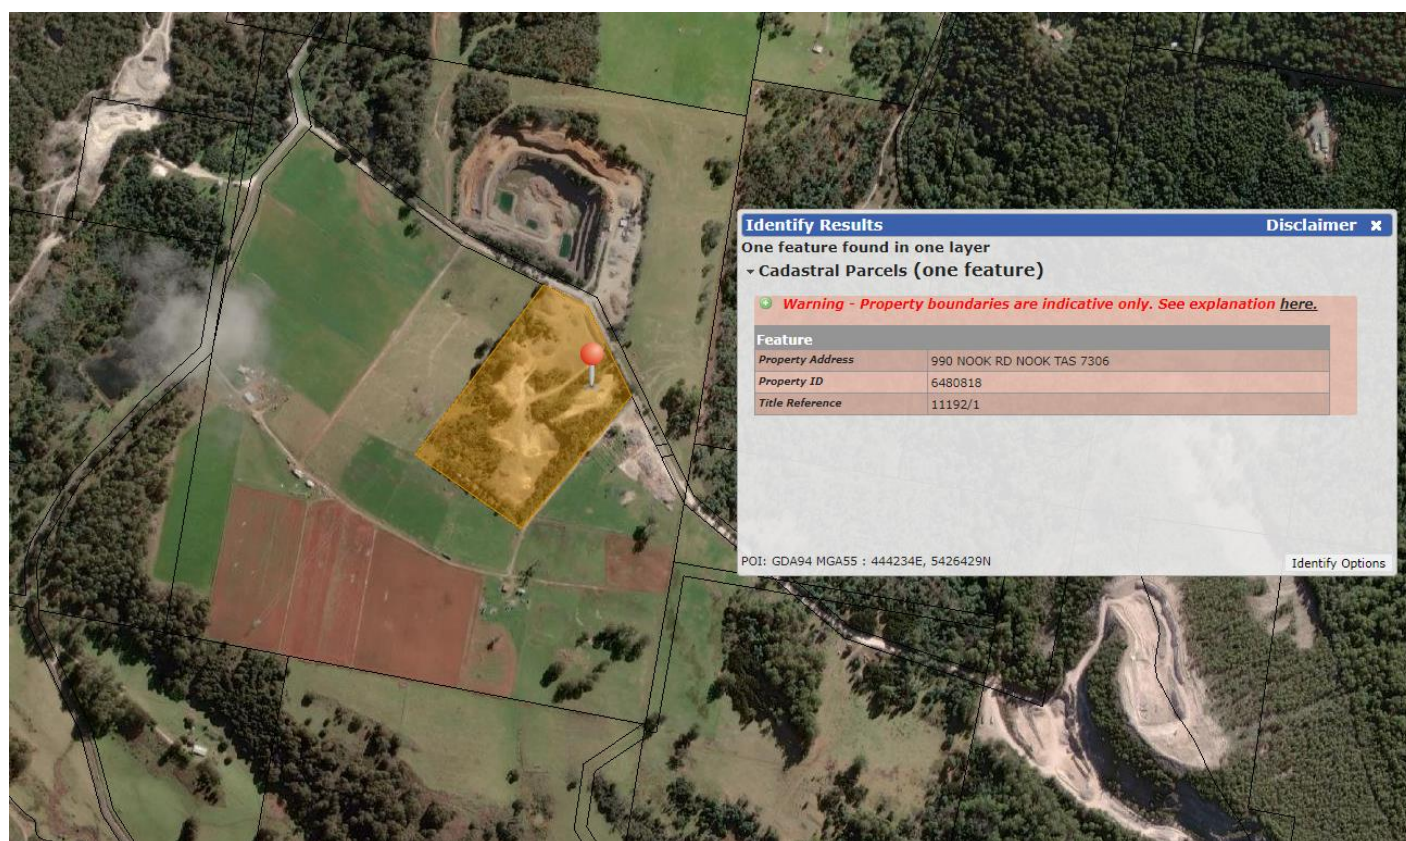 Identify Results Disclaimer ×
One feature found in one layer
Cadastral Parcels (one feature)
Warning - Property boundaries are indicative only. See explanation here.
Feature
Property Address 990 NOOK RD NOOK TAS 7306
Property ID 6480818
Title Reference 11192/1
POI: GDA94 MGA55 : 444234E, 5426429N Identify Options